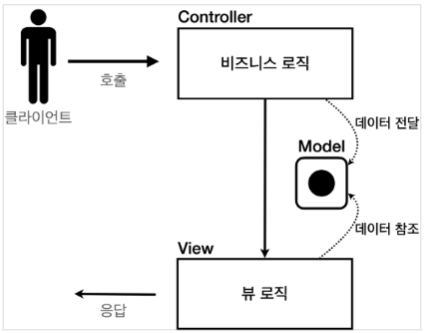 Controller
비즈니스 로직
호출
클라이언트
데이터 전달
Model
데이터 참조
View
뷰 로직
응답